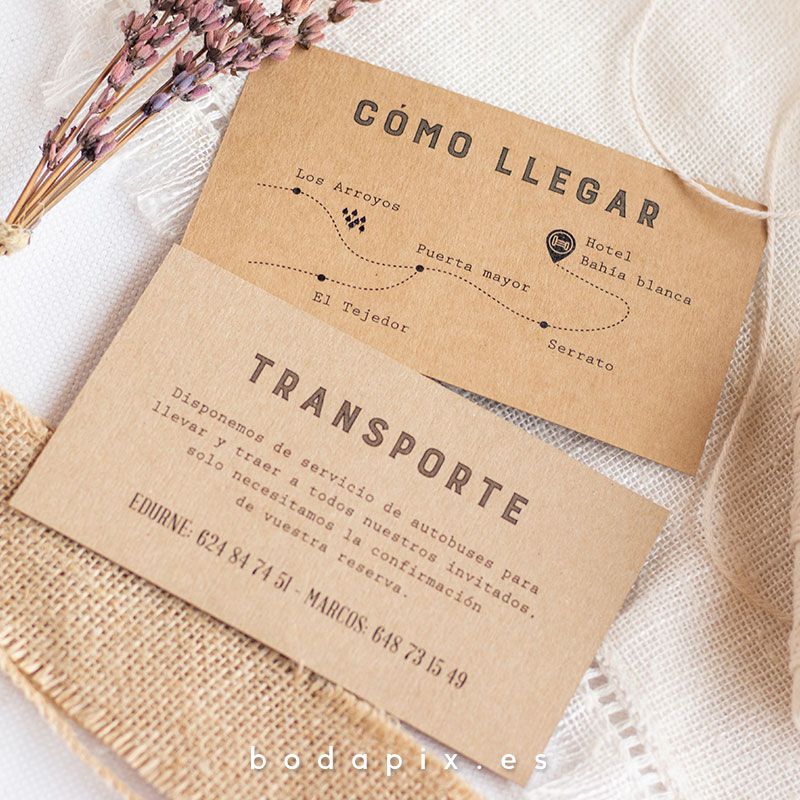 CÓMO LLEGAR
Los Arroyos
Puerta mayor
El Tejedor
Hotel
Bahía blanca
Serrato
TRANSPORTE
Disponemos de servicio de autobuses para
llevar y traer a todos nuestros invitados,
solo necesitamos la confirmación
de vuestra reserva.
EDURNE: 624 84 74 51 - MARCOS: 648 73 15 49
bodapix.es